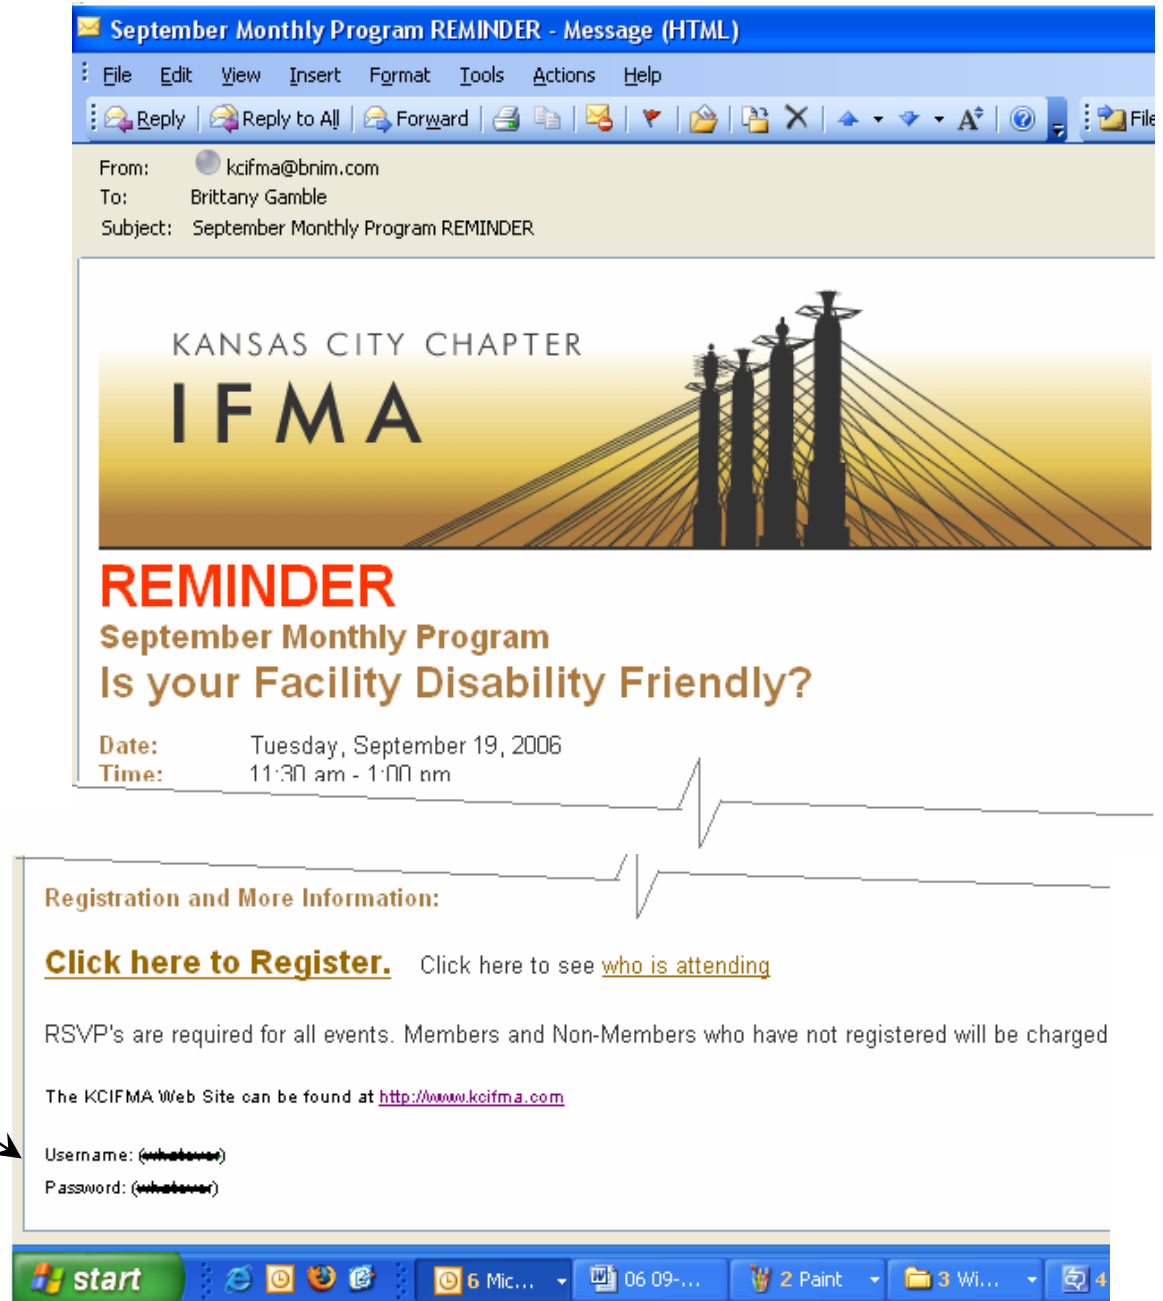 September Monthly Program REMINDER - Message (HTML)
File Edit View Insert Format Tools Actions Help
Reply Reply to All Forward File
From: kcifma@bnim.com
To: Brittany Gamble
Subject: September Monthly Program REMINDER
KANSAS CITY CHAPTER
IFMA
REMINDER
September Monthly Program
Is your Facility Disability Friendly?
Date: Tuesday, September 19, 2006
Time: 11:30 am - 1:00 pm
Registration and More Information:
Click here to Register. Click here to see who is attending
RSVP's are required for all events. Members and Non-Members who have not registered will be charged
The KCIFMA Web Site can be found at http://www.kcifma.com
Username: (whatever)
Password: (whatever)
start 6 Mic... 06 09-... 2 Paint 3 Wi... 4